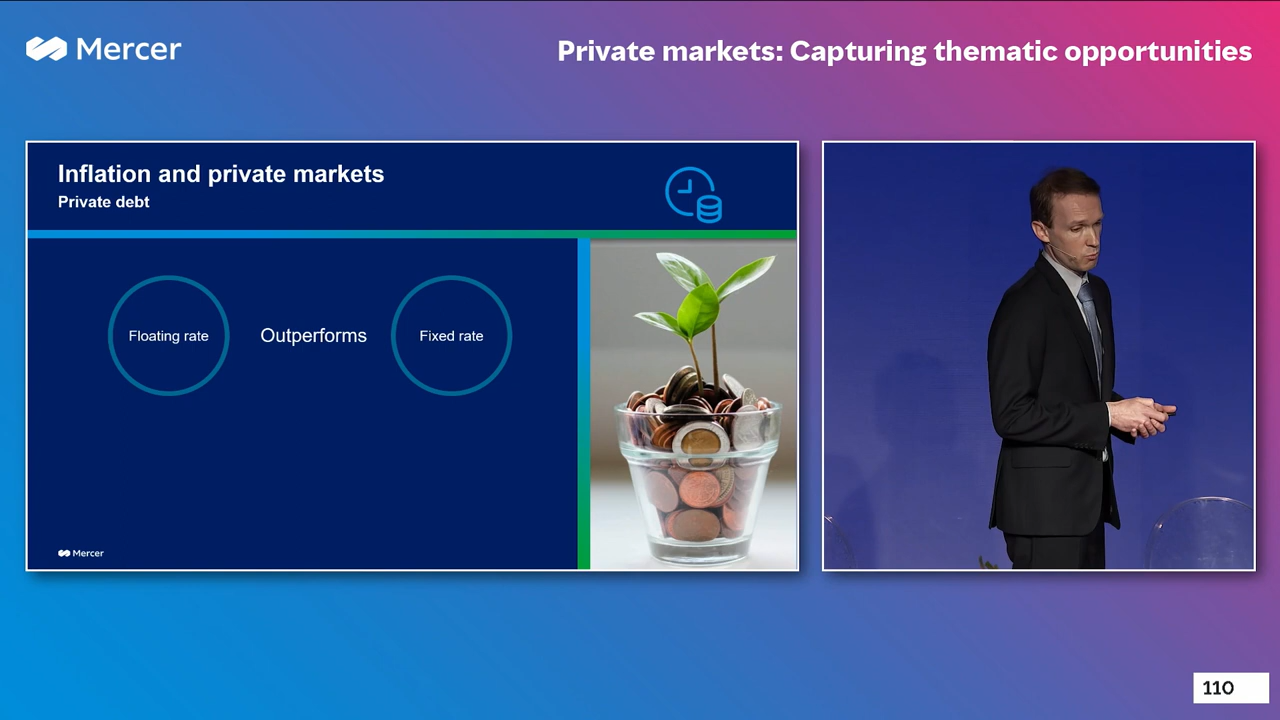 Mercer
Private markets: Capturing thematic opportunities
Inflation and private markets
Private debt
Floating rate
Outperforms
Fixed rate
Mercer
110